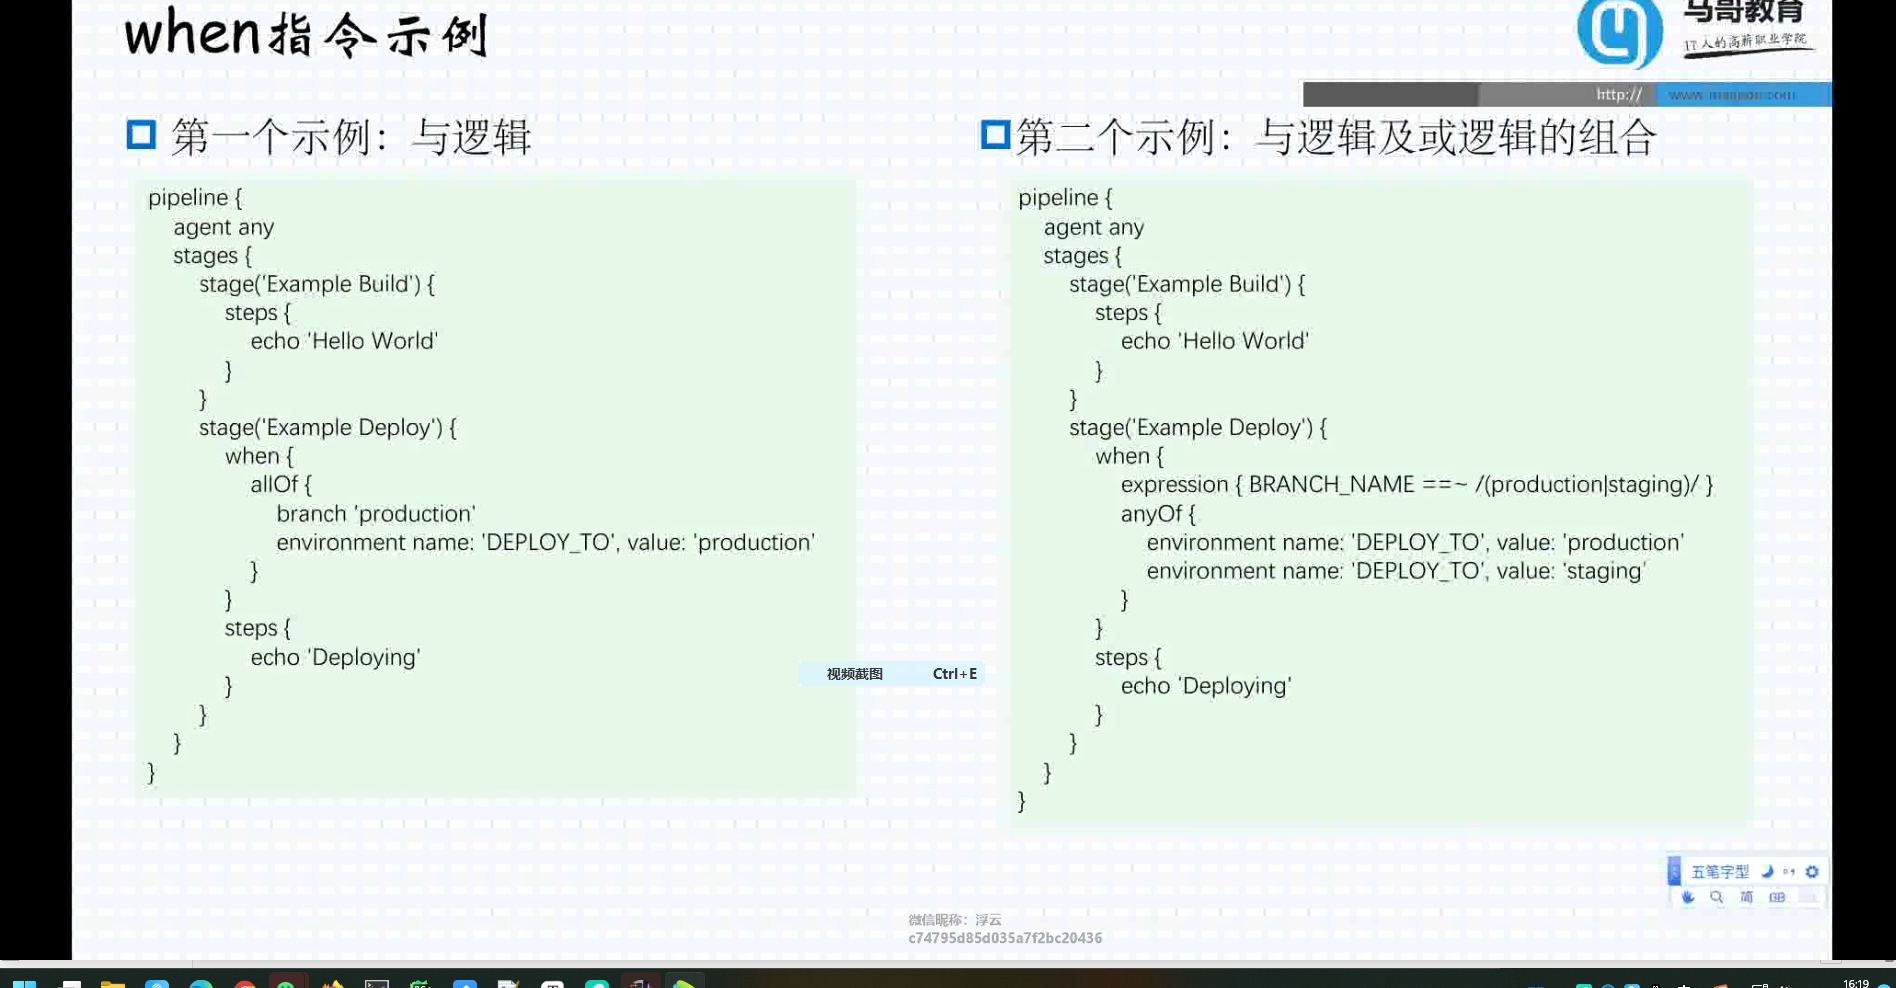 when指令示例
马哥教育
IT人的高薪职业学院
http://
第一个示例：与逻辑
pipeline {
agent any
stages {
stage('Example Build') {
steps {
echo 'Hello World'
}
}
stage('Example Deploy') {
when {
allOf {
branch 'production'
environment name: 'DEPLOY_TO', value: 'production'
}
}
steps {
echo 'Deploying'
}
}
}
}
第二个示例：与逻辑及或逻辑的组合
pipeline {
agent any
stages {
stage('Example Build') {
steps {
echo 'Hello World'
}
}
stage('Example Deploy') {
when {
expression { BRANCH_NAME ==~ /(production|staging)/ }
anyOf {
environment name: 'DEPLOY_TO', value: 'production'
environment name: 'DEPLOY_TO', value: 'staging'
}
}
steps {
echo 'Deploying'
}
}
}
}
视频截图 Ctrl+E
五笔字型
简
微信昵称：浮云
c74795d85d035a7f2bc20436
16:19